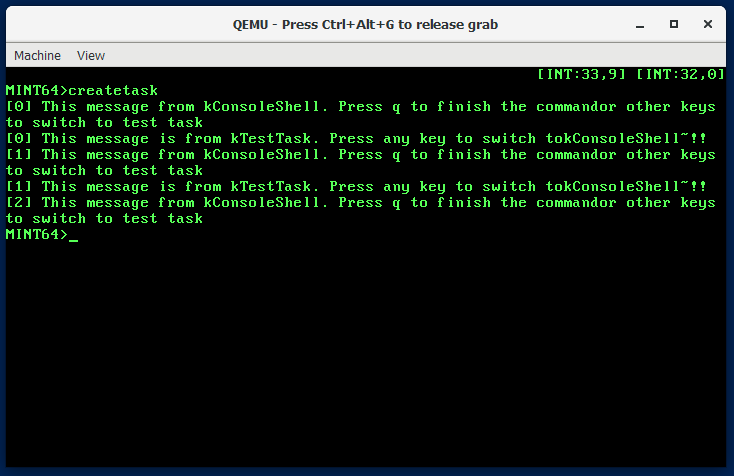 QEMU - Press Ctrl+Alt+G to release grab
Machine View
[INT:33,9] [INT:32,0]
MINT64>createtask
[0] This message from kConsoleShell. Press q to finish the commandor other keys
to switch to test task
[0] This message is from kTestTask. Press any key to switch tokConsoleShell~!!
[1] This message from kConsoleShell. Press q to finish the commandor other keys
to switch to test task
[1] This message is from kTestTask. Press any key to switch tokConsoleShell~!!
[2] This message from kConsoleShell. Press q to finish the commandor other keys
to switch to test task
MINT64>_